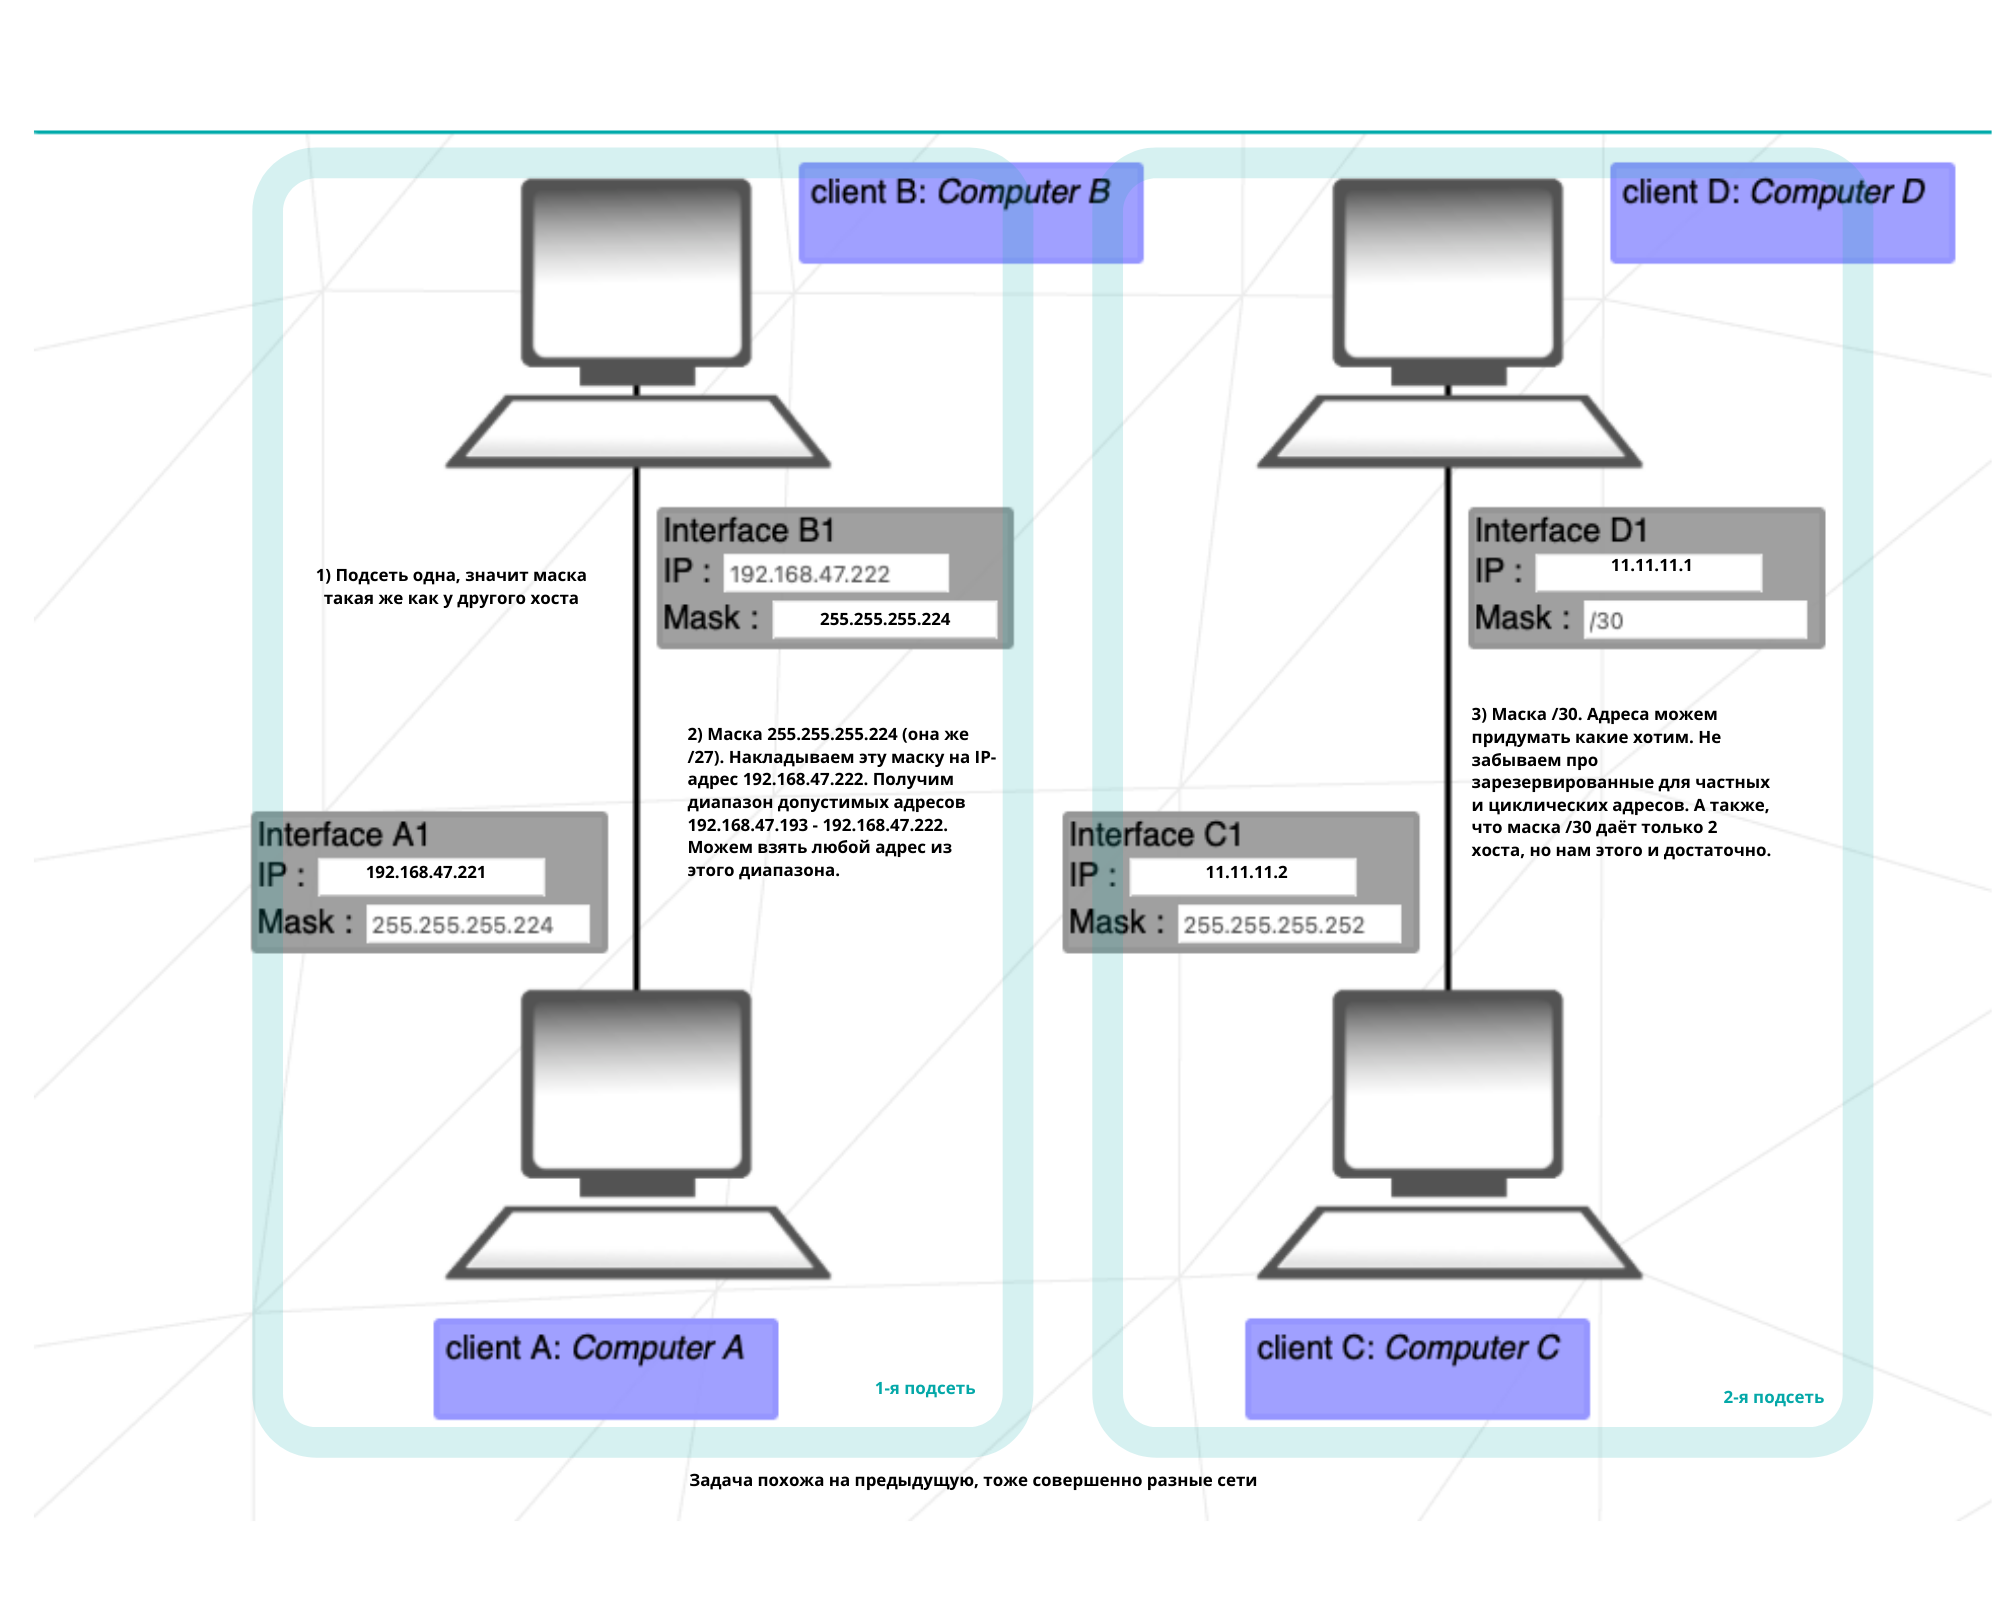 client B: Computer B
client D: Computer D
Interface B1
IP : 192.168.47.222
Mask : 255.255.255.224
Interface D1
IP : 11.11.11.1
Mask : /30
1) Подсеть одна, значит маска
такая же как у другого хоста
2) Маска 255.255.255.224 (она же
/27). Накладываем эту маску на IP-
адрес 192.168.47.222. Получим
диапазон допустимых адресов
192.168.47.193 - 192.168.47.222.
Можем взять любой адрес из
этого диапазона.
3) Маска /30. Адреса можем
придумать какие хотим. Не
забываем про
зарезервированные для частных
и циклических адресов. А также,
что маска /30 даёт только 2
хоста, но нам этого и достаточно.
Interface A1
IP : 192.168.47.221
Mask : 255.255.255.224
Interface C1
IP : 11.11.11.2
Mask : 255.255.255.252
client A: Computer A
1-я подсеть
client C: Computer C
2-я подсеть
Задача похожа на предыдущую, тоже совершенно разные сети